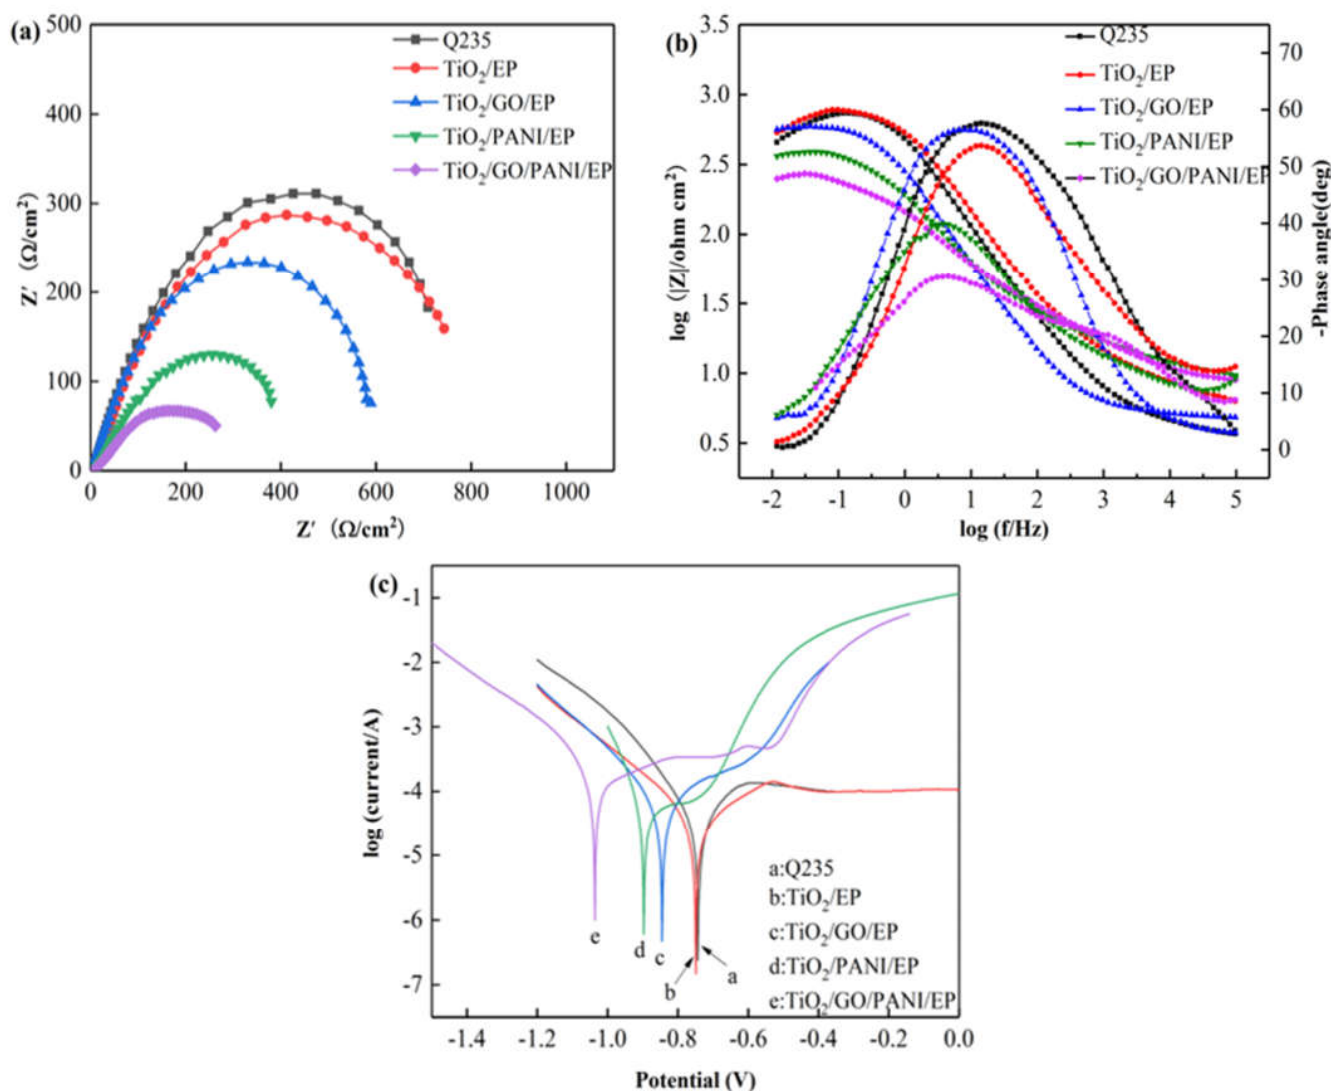 (a)
500
400
300
200
100
0
Z′ (Ω/cm²)
Q235
TiO₂/EP
TiO₂/GO/EP
TiO₂/PANI/EP
TiO₂/GO/PANI/EP
0 200 400 600 800 1000
Z′ (Ω/cm²)
(b)
3.5
3.0
2.5
2.0
1.5
1.0
0.5
log (|Z|/ohm cm²)
Q235
TiO₂/EP
TiO₂/GO/EP
TiO₂/PANI/EP
TiO₂/GO/PANI/EP
70
60
50
40
30
20
10
0
-Phase angle(deg)
-2 -1 0 1 2 3 4 5
log (f/Hz)
(c)
-1
-2
-3
-4
-5
-6
-7
log (current/A)
e d c b a
a:Q235
b:TiO₂/EP
c:TiO₂/GO/EP
d:TiO₂/PANI/EP
e:TiO₂/GO/PANI/EP
-1.4 -1.2 -1.0 -0.8 -0.6 -0.4 -0.2 0.0
Potential (V)